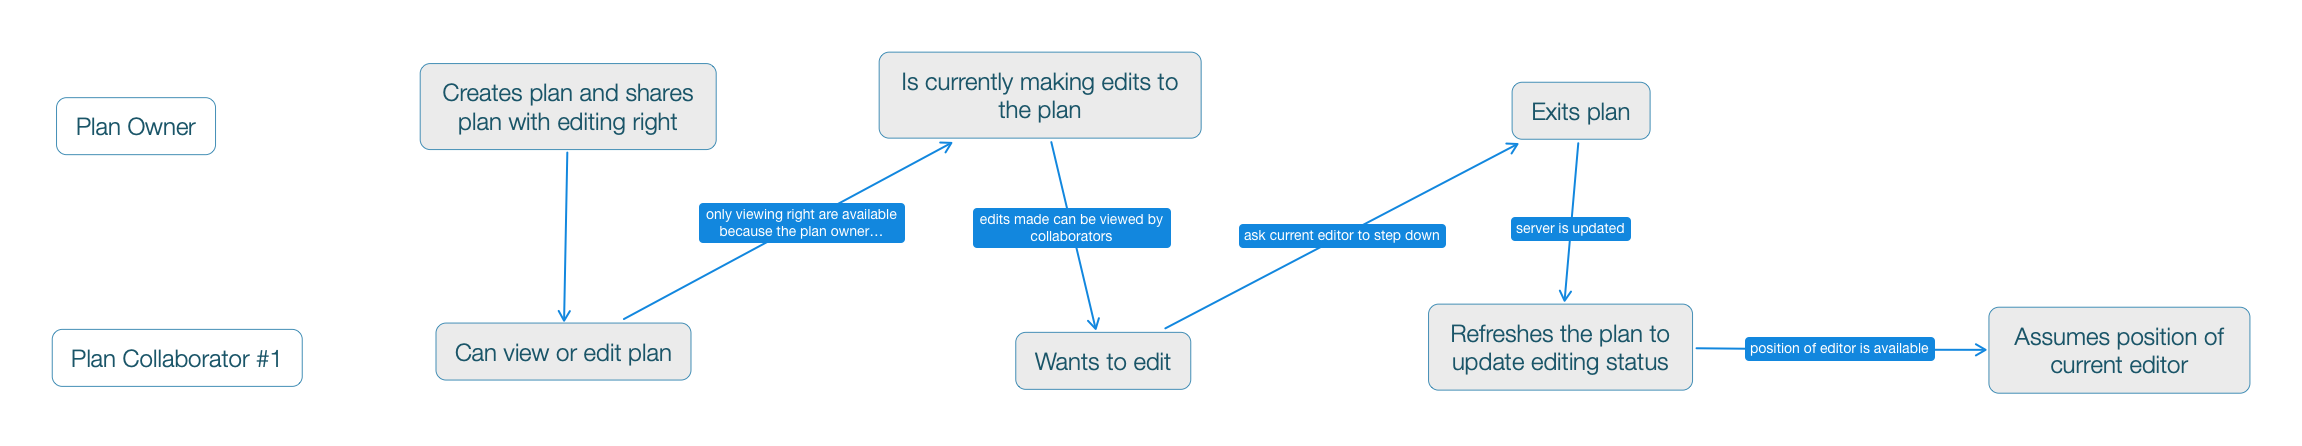 Plan Owner
Creates plan and shares
plan with editing right
Is currently making edits to
the plan
Exits plan
only viewing right are available
because the plan owner...
edits made can be viewed by
collaborators
ask current editor to step down
server is updated
Plan Collaborator #1
Can view or edit plan
Wants to edit
Refreshes the plan to
update editing status
position of editor is available
Assumes position of
current editor